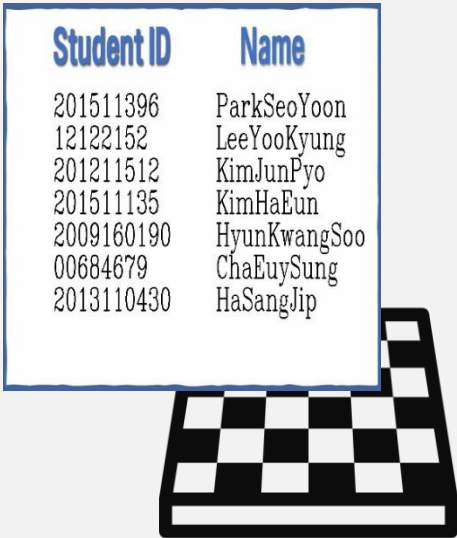 Student ID Name
201511396 ParkSeoYoon
12122152 LeeYooKyung
201211512 KimJunPyo
201511135 KimHaEun
2009160190 HyunKwangSoo
00684679 ChaEuySung
2013110430 HaSangJip